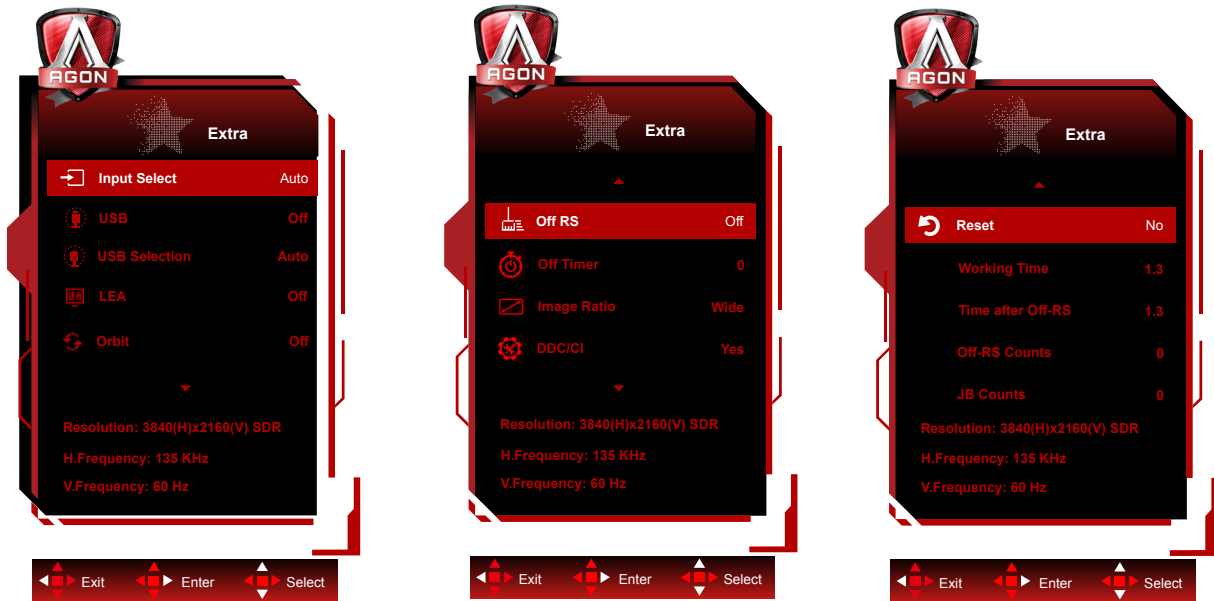 AGON
Extra
Input Select Auto
USB Off
USB Selection Auto
LEA Off
Orbit Off
Resolution: 3840(H)x2160(V) SDR
H.Frequency: 135 KHz
V.Frequency: 60 Hz
Exit Enter Select
AGON
Extra
Off RS Off
Off Timer 0
Image Ratio Wide
DDC/CI Yes
Resolution: 3840(H)x2160(V) SDR
H.Frequency: 135 KHz
V.Frequency: 60 Hz
Exit Enter Select
AGON
Extra
Reset No
Working Time 1.3
Time after Off-RS 1.3
Off-RS Counts 0
JB Counts 0
Resolution: 3840(H)x2160(V) SDR
H.Frequency: 135 KHz
V.Frequency: 60 Hz
Exit Enter Select